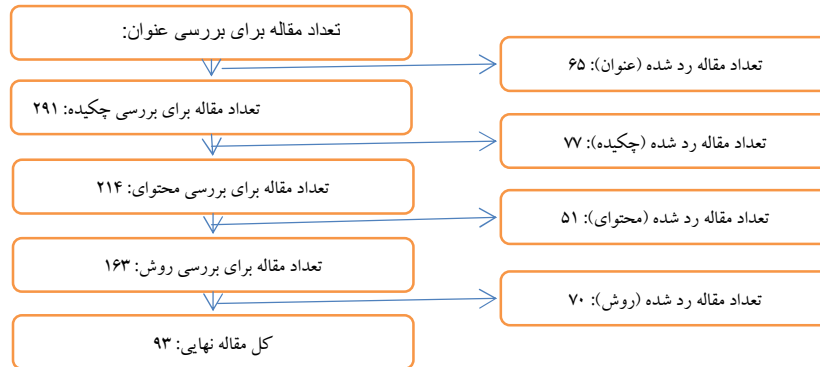 تعداد مقاله برای بررسی عنوان:
تعداد مقاله رد شده (عنوان): ۶۵
تعداد مقاله برای بررسی چکیده: ۲۹۱
تعداد مقاله رد شده (چکیده): ۷۷
تعداد مقاله برای بررسی محتوای: ۲۱۴
تعداد مقاله رد شده (محتوای): ۵۱
تعداد مقاله برای بررسی روش: ۱۶۳
تعداد مقاله رد شده (روش): ۷۰
کل مقاله نهایی: ۹۳